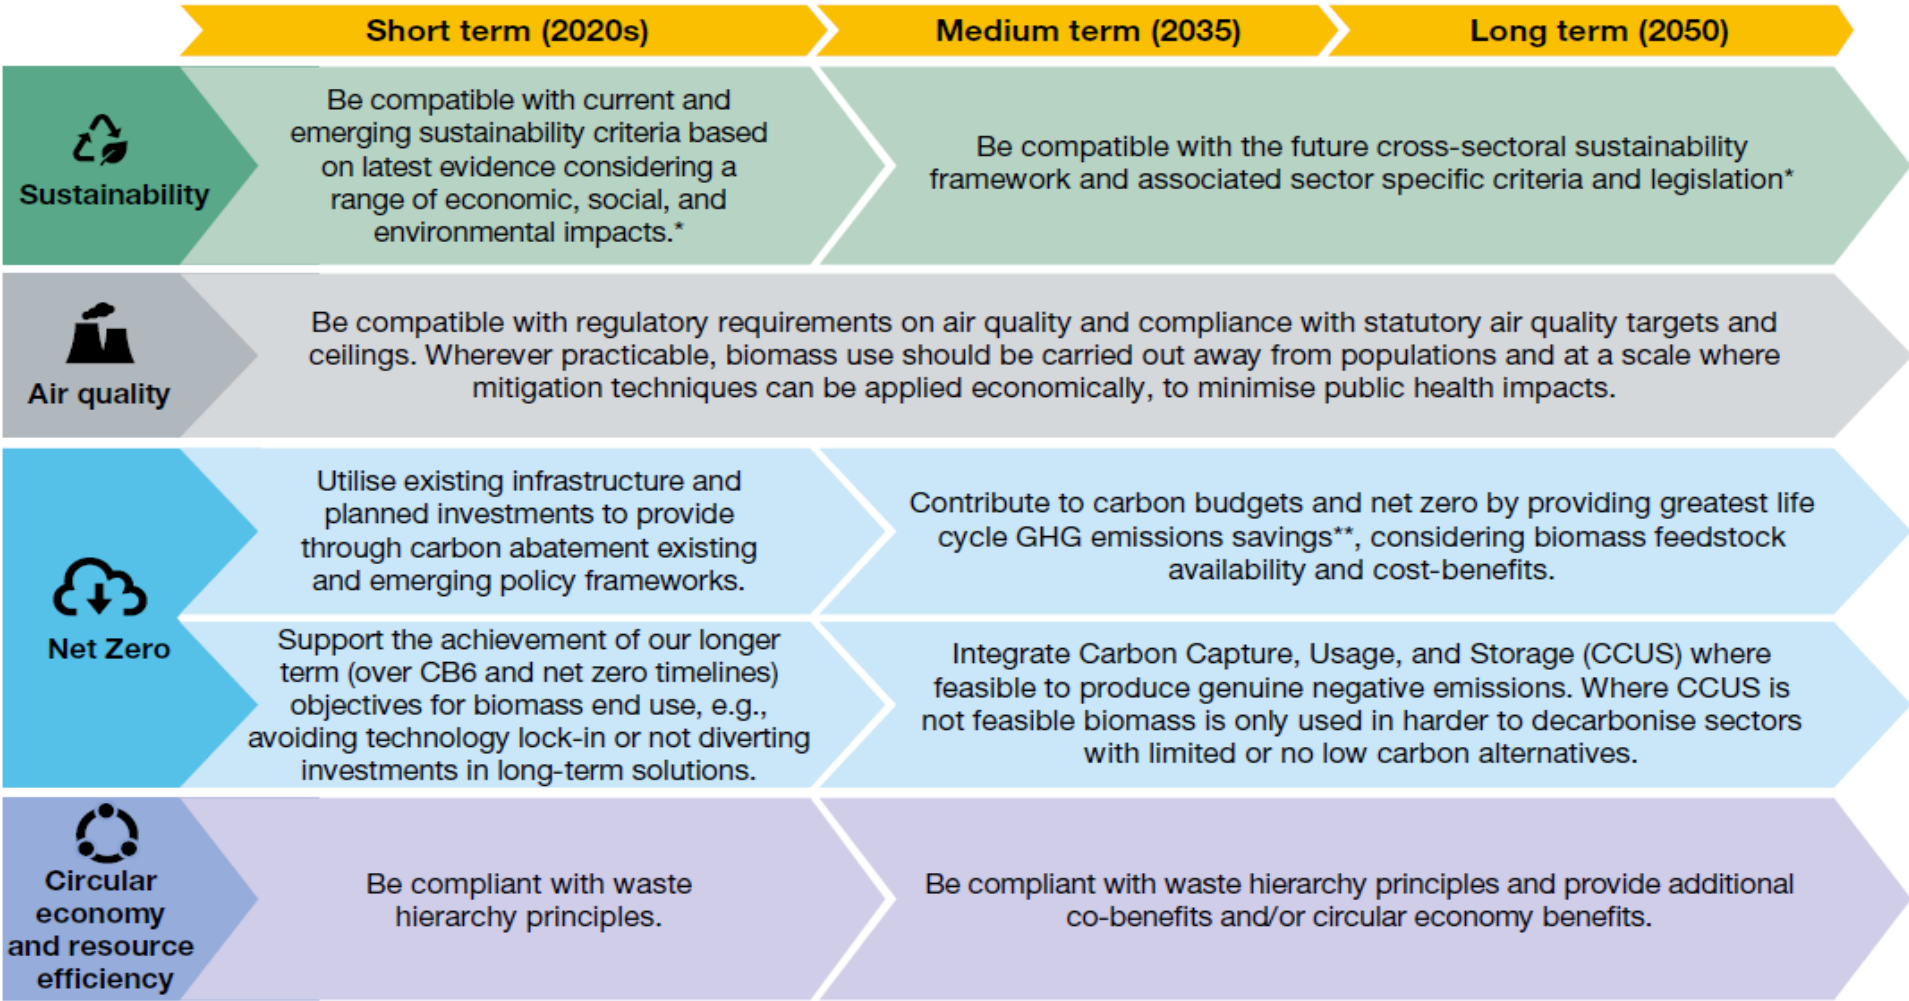 Short term (2020s)
Medium term (2035)
Long term (2050)
Sustainability
Be compatible with current and
emerging sustainability criteria based
on latest evidence considering a
range of economic, social, and
environmental impacts.*
Be compatible with the future cross-sectoral sustainability
framework and associated sector specific criteria and legislation*
Air quality
Be compatible with regulatory requirements on air quality and compliance with statutory air quality targets and
ceilings. Wherever practicable, biomass use should be carried out away from populations and at a scale where
mitigation techniques can be applied economically, to minimise public health impacts.
Net Zero
Utilise existing infrastructure and
planned investments to provide
through carbon abatement existing
and emerging policy frameworks.
Contribute to carbon budgets and net zero by providing greatest life
cycle GHG emissions savings**, considering biomass feedstock
availability and cost-benefits.
Support the achievement of our longer
term (over CB6 and net zero timelines)
objectives for biomass end use, e.g.,
avoiding technology lock-in or not diverting
investments in long-term solutions.
Integrate Carbon Capture, Usage, and Storage (CCUS) where
feasible to produce genuine negative emissions. Where CCUS is
not feasible biomass is only used in harder to decarbonise sectors
with limited or no low carbon alternatives.
Circular
economy
and resource
efficiency
Be compliant with waste
hierarchy principles.
Be compliant with waste hierarchy principles and provide additional
co-benefits and/or circular economy benefits.